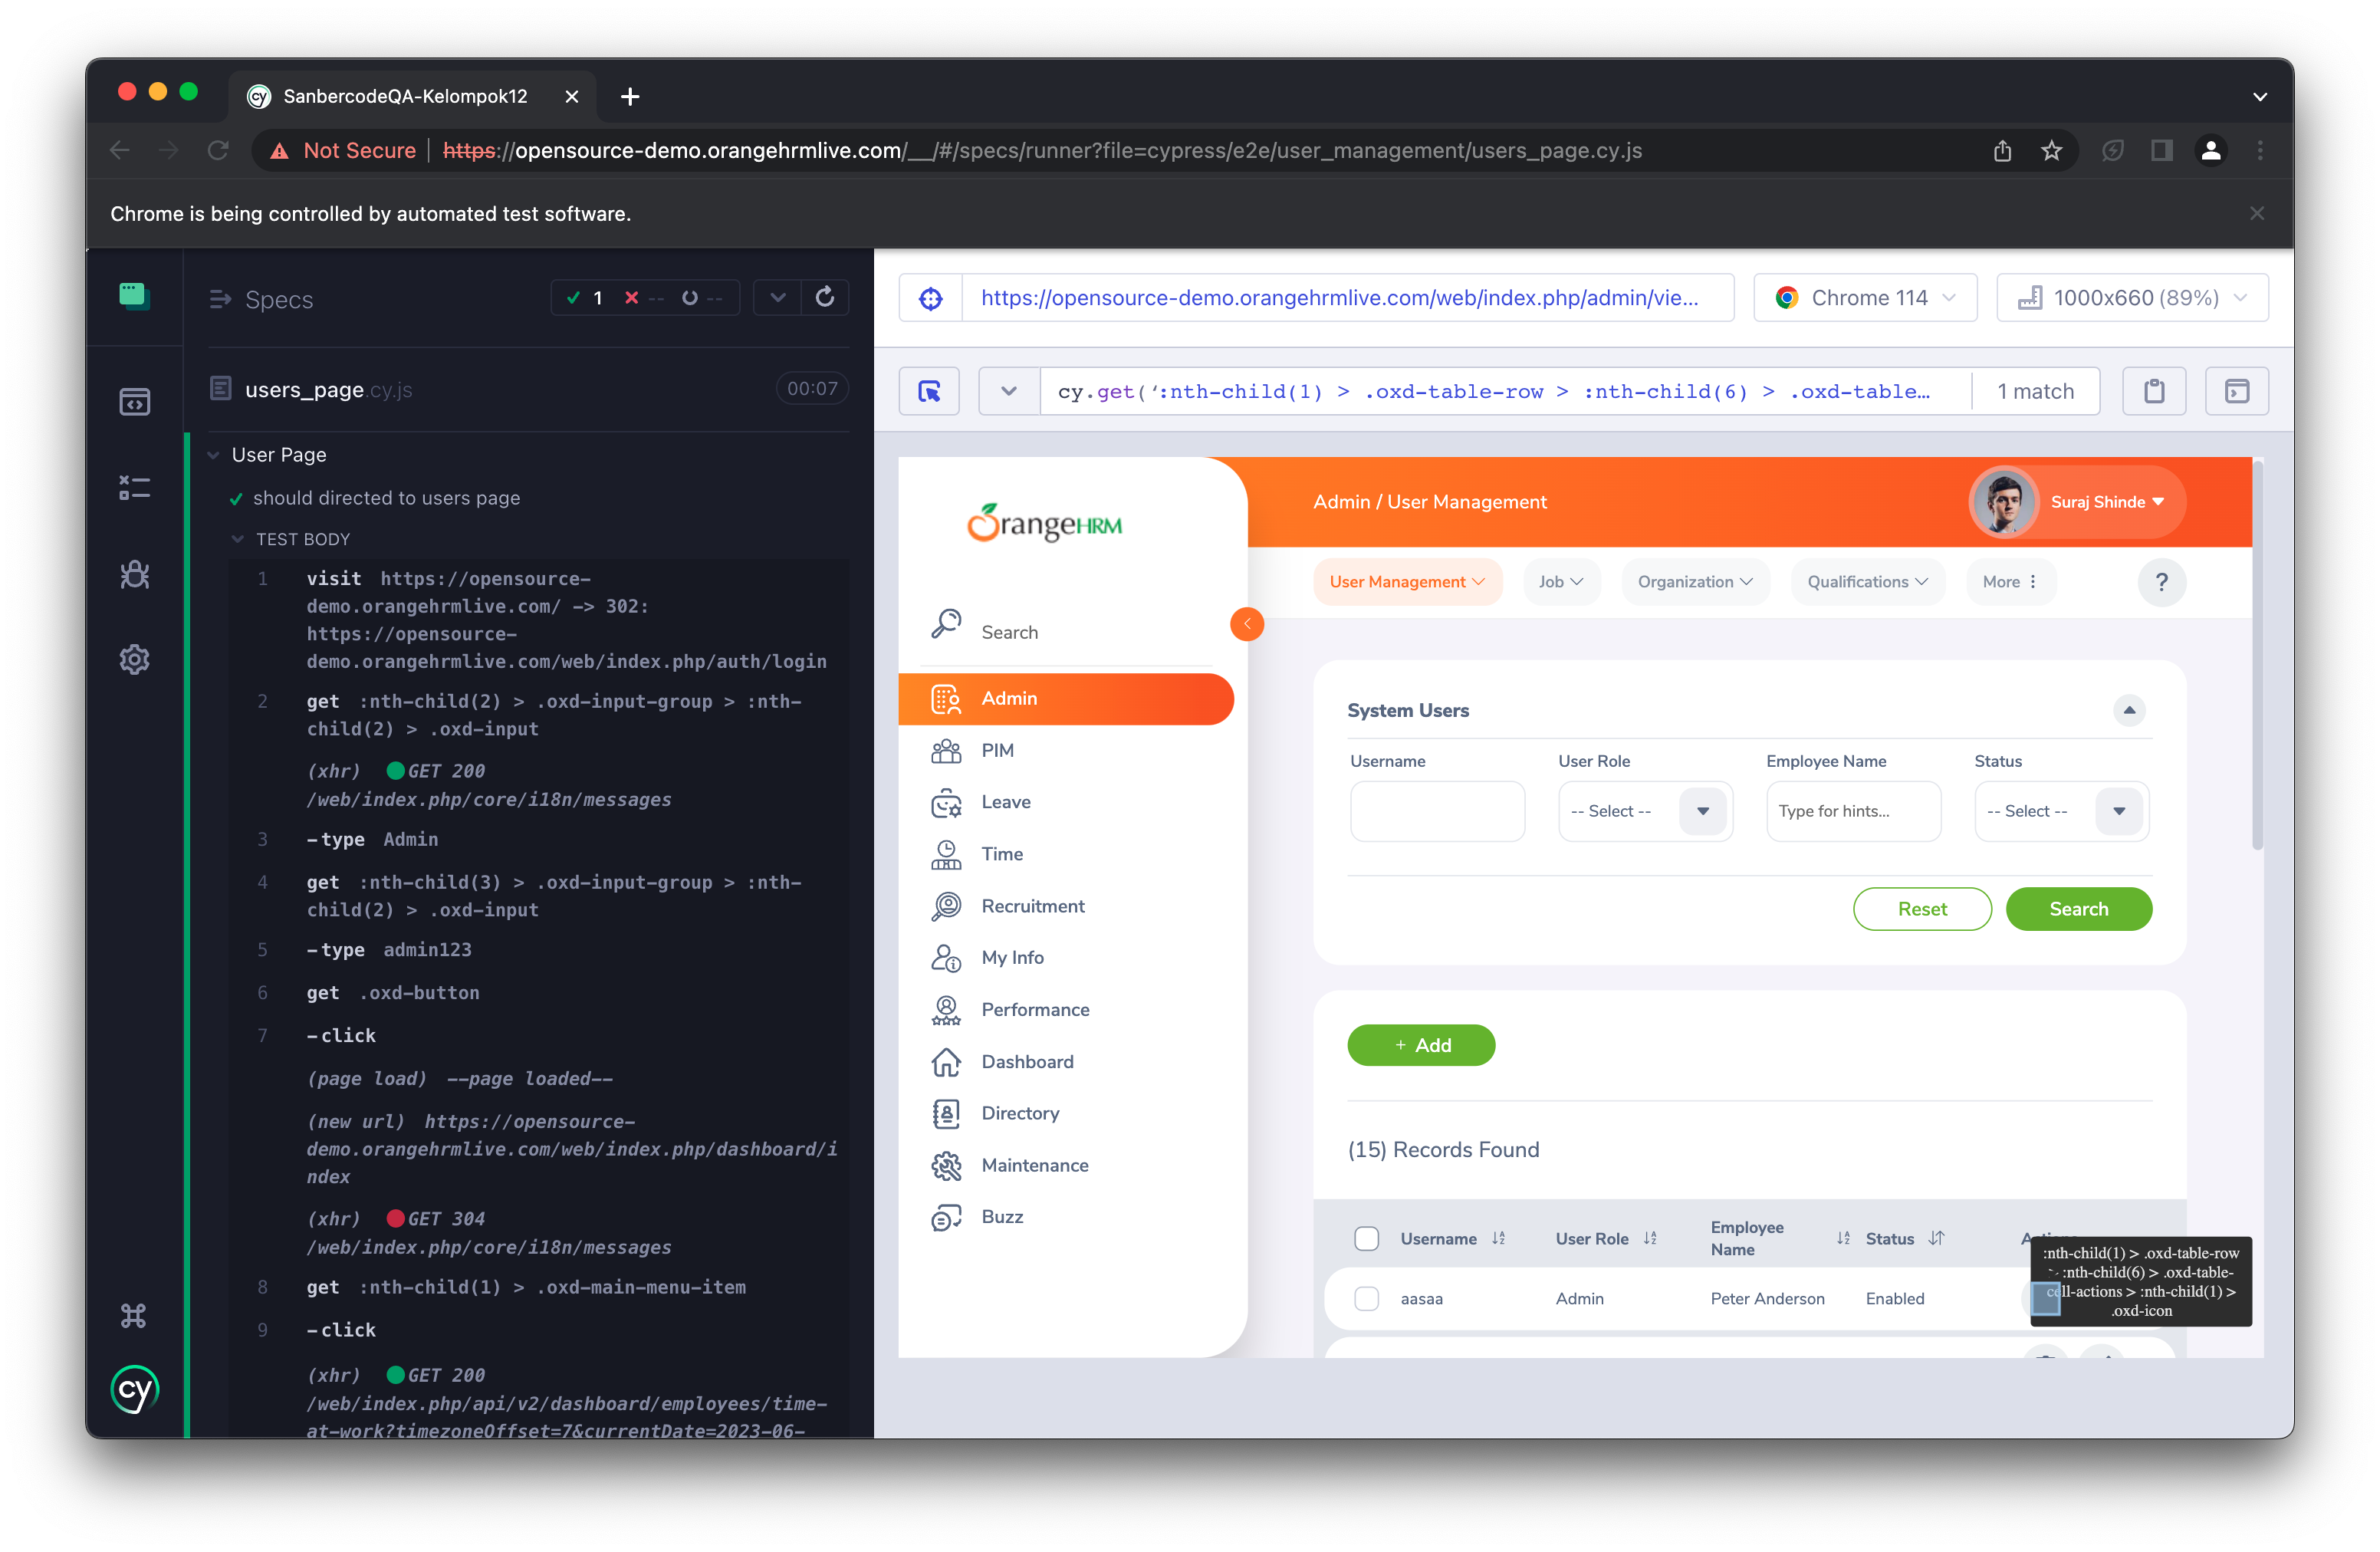 SanbercodeQA-Kelompok12
Not Secure
https://opensource-demo.orangehrmlive.com/__/#/specs/runner?file=cypress/e2e/user_management/users_page.cy.js
Chrome is being controlled by automated test software.
Specs
1 -- --
users_page.cy.js
00:07
User Page
should directed to users page
TEST BODY
1 visit https://opensource-
demo.orangehrmlive.com/ -> 302:
https://opensource-
demo.orangehrmlive.com/web/index.php/auth/login
2 get :nth-child(2) > .oxd-input-group > :nth-
child(2) > .oxd-input
(xhr) GET 200
/web/index.php/core/i18n/messages
3 -type Admin
4 get :nth-child(3) > .oxd-input-group > :nth-
child(2) > .oxd-input
5 -type admin123
6 get .oxd-button
7 -click
(page load) --page loaded--
(new url) https://opensource-
demo.orangehrmlive.com/web/index.php/dashboard/i
ndex
(xhr) GET 304
/web/index.php/core/i18n/messages
8 get :nth-child(1) > .oxd-main-menu-item
9 -click
(xhr) GET 200
/web/index.php/api/v2/dashboard/employees/time-
at-work?timezoneOffset=7&currentDate=2023-06-
cy
https://opensource-demo.orangehrmlive.com/web/index.php/admin/vie...
Chrome 114
1000x660 (89%)
cy.get(‘:nth-child(1) > .oxd-table-row > :nth-child(6) > .oxd-table…
1 match
OrangeHRM
Search
Admin
PIM
Leave
Time
Recruitment
My Info
Performance
Dashboard
Directory
Maintenance
Buzz
Admin / User Management
Suraj Shinde
User Management
Job
Organization
Qualifications
More
?
System Users
Username
User Role
Employee Name
Status
-- Select --
Type for hints...
-- Select --
Reset
Search
+ Add
(15) Records Found
Username
User Role
Employee
Name
Status
aasaa
Admin
Peter Anderson
Enabled
:nth-child(1) > .oxd-table-row
> :nth-child(6) > .oxd-table-
cell-actions > :nth-child(1) >
.oxd-icon